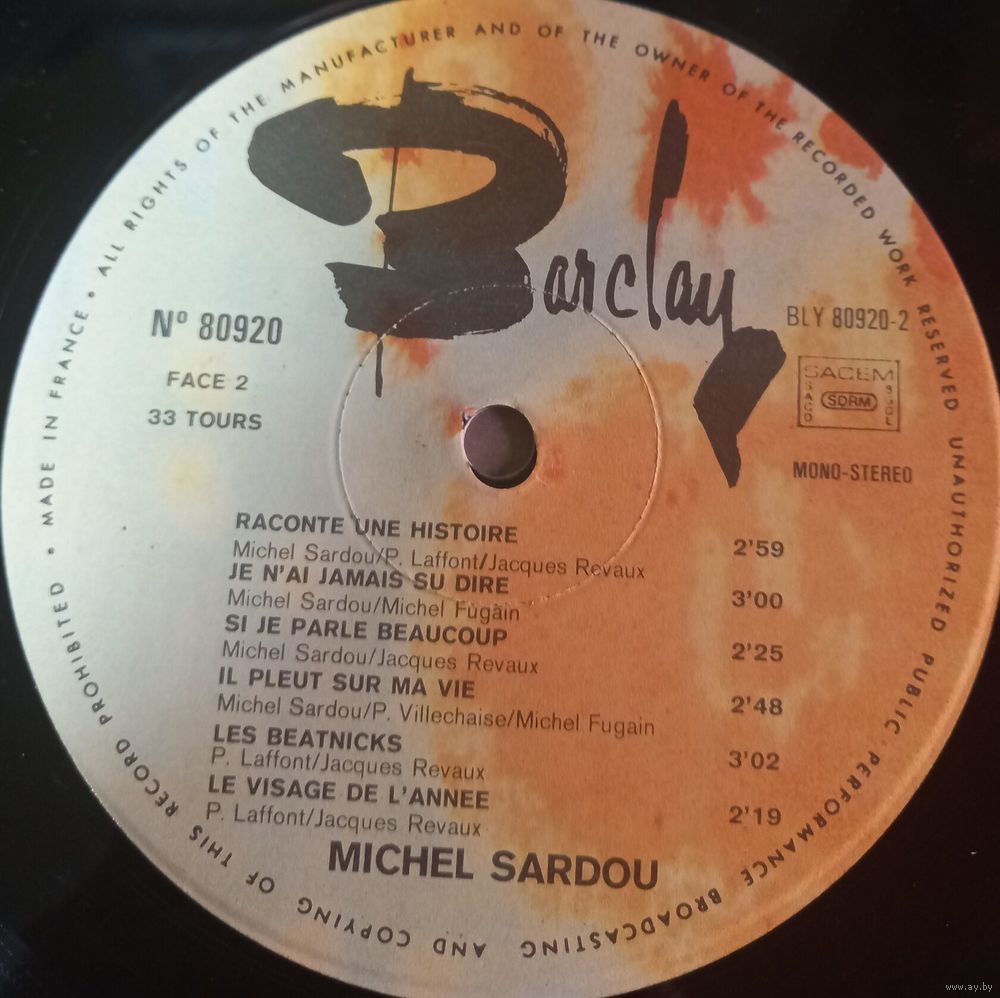 ALL RIGHTS OF THE MANUFACTURER AND OF THE OWNER OF THE RECORDED WORK RESERVED UNAUTHORIZED PUBLIC PERFORMANCE BROADCASTING AND COPYING OF THIS RECORD PROHIBITED • MADE IN FRANCE •
Barclay
N° 80920
BLY 80920-2
FACE 2
SACEM
SACD
SDRM
SGDL
33 TOURS
MONO-STEREO
RACONTE UNE HISTOIRE
Michel Sardou/P. Laffont/Jacques Revaux 2'59
JE N'AI JAMAIS SU DIRE
Michel Sardou/Michel Fugain 3'00
SI JE PARLE BEAUCOUP
Michel Sardou/Jacques Revaux 2'25
IL PLEUT SUR MA VIE
Michel Sardou/P. Villechaise/Michel Fugain 2'48
LES BEATNICKS
P. Laffont/Jacques Revaux 3'02
LE VISAGE DE L'ANNEE
P. Laffont/Jacques Revaux 2'19
MICHEL SARDOU
www.ay.by